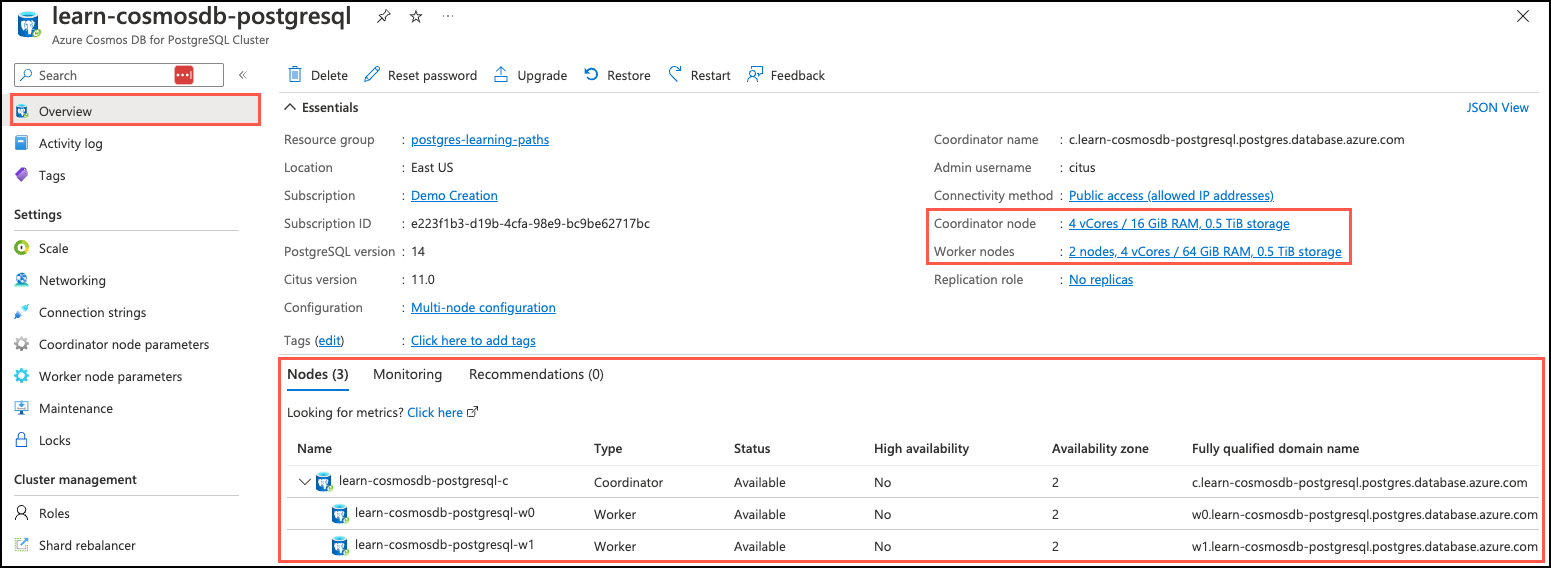 learn-cosmosdb-postgresql
Azure Cosmos DB for PostgreSQL Cluster
Search
Overview
Activity log
Tags
Settings
Scale
Networking
Connection strings
Coordinator node parameters
Worker node parameters
Maintenance
Locks
Cluster management
Roles
Shard rebalancer
Delete Reset password Upgrade Restore Restart Feedback
Essentials JSON View
Resource group : postgres-learning-paths
Location : East US
Subscription : Demo Creation
Subscription ID : e223f1b3-d19b-4cfa-98e9-bc9be62717bc
PostgreSQL version : 14
Citus version : 11.0
Configuration : Multi-node configuration
Tags (edit) : Click here to add tags
Coordinator name : c.learn-cosmosdb-postgresql.postgres.database.azure.com
Admin username : citus
Connectivity method : Public access (allowed IP addresses)
Coordinator node : 4 vCores / 16 GiB RAM, 0.5 TiB storage
Worker nodes : 2 nodes, 4 vCores / 64 GiB RAM, 0.5 TiB storage
Replication role : No replicas
Nodes (3) Monitoring Recommendations (0)
Looking for metrics? Click here
Name Type Status High availability Availability zone Fully qualified domain name
learn-cosmosdb-postgresql-c Coordinator Available No 2 c.learn-cosmosdb-postgresql.postgres.database.azure.com
learn-cosmosdb-postgresql-w0 Worker Available No 2 w0.learn-cosmosdb-postgresql.postgres.database.azure.com
learn-cosmosdb-postgresql-w1 Worker Available No 2 w1.learn-cosmosdb-postgresql.postgres.database.azure.com